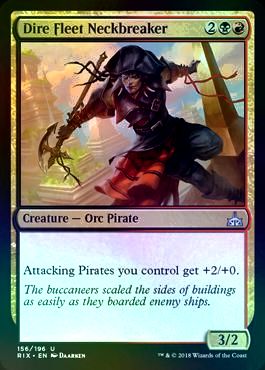 Dire Fleet Neckbreaker 2
Creature — Orc Pirate
Attacking Pirates you control get +2/+0.
The buccaneers scaled the sides of buildings
as easily as they boarded enemy ships.
3/2
156/196 U
RIX • EN DAARKEN
™ & © 2018 Wizards of the Coast